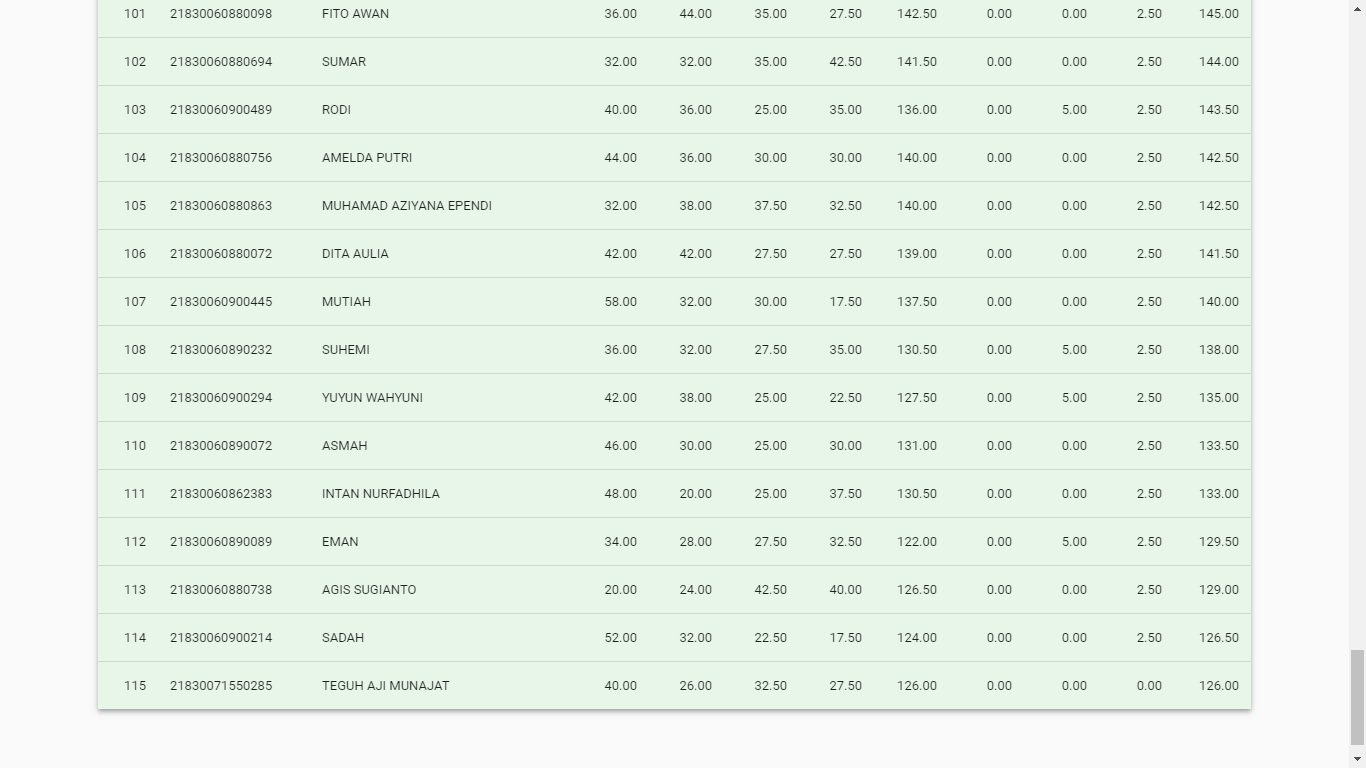 101 21830060880098 FITO AWAN 36.00 44.00 35.00 27.50 142.50 0.00 0.00 2.50 145.00
102 21830060880694 SUMAR 32.00 32.00 35.00 42.50 141.50 0.00 0.00 2.50 144.00
103 21830060900489 RODI 40.00 36.00 25.00 35.00 136.00 0.00 5.00 2.50 143.50
104 21830060880756 AMELDA PUTRI 44.00 36.00 30.00 30.00 140.00 0.00 0.00 2.50 142.50
105 21830060880863 MUHAMAD AZIYANA EPENDI 32.00 38.00 37.50 32.50 140.00 0.00 0.00 2.50 142.50
106 21830060880072 DITA AULIA 42.00 42.00 27.50 27.50 139.00 0.00 0.00 2.50 141.50
107 21830060900445 MUTIAH 58.00 32.00 30.00 17.50 137.50 0.00 0.00 2.50 140.00
108 21830060890232 SUHEMI 36.00 32.00 27.50 35.00 130.50 0.00 5.00 2.50 138.00
109 21830060900294 YUYUN WAHYUNI 42.00 38.00 25.00 22.50 127.50 0.00 5.00 2.50 135.00
110 21830060890072 ASMAH 46.00 30.00 25.00 30.00 131.00 0.00 0.00 2.50 133.50
111 21830060862383 INTAN NURFADHILA 48.00 20.00 25.00 37.50 130.50 0.00 0.00 2.50 133.00
112 21830060890089 EMAN 34.00 28.00 27.50 32.50 122.00 0.00 5.00 2.50 129.50
113 21830060880738 AGIS SUGIANTO 20.00 24.00 42.50 40.00 126.50 0.00 0.00 2.50 129.00
114 21830060900214 SADAH 52.00 32.00 22.50 17.50 124.00 0.00 0.00 2.50 126.50
115 21830071550285 TEGUH AJI MUNAJAT 40.00 26.00 32.50 27.50 126.00 0.00 0.00 0.00 126.00